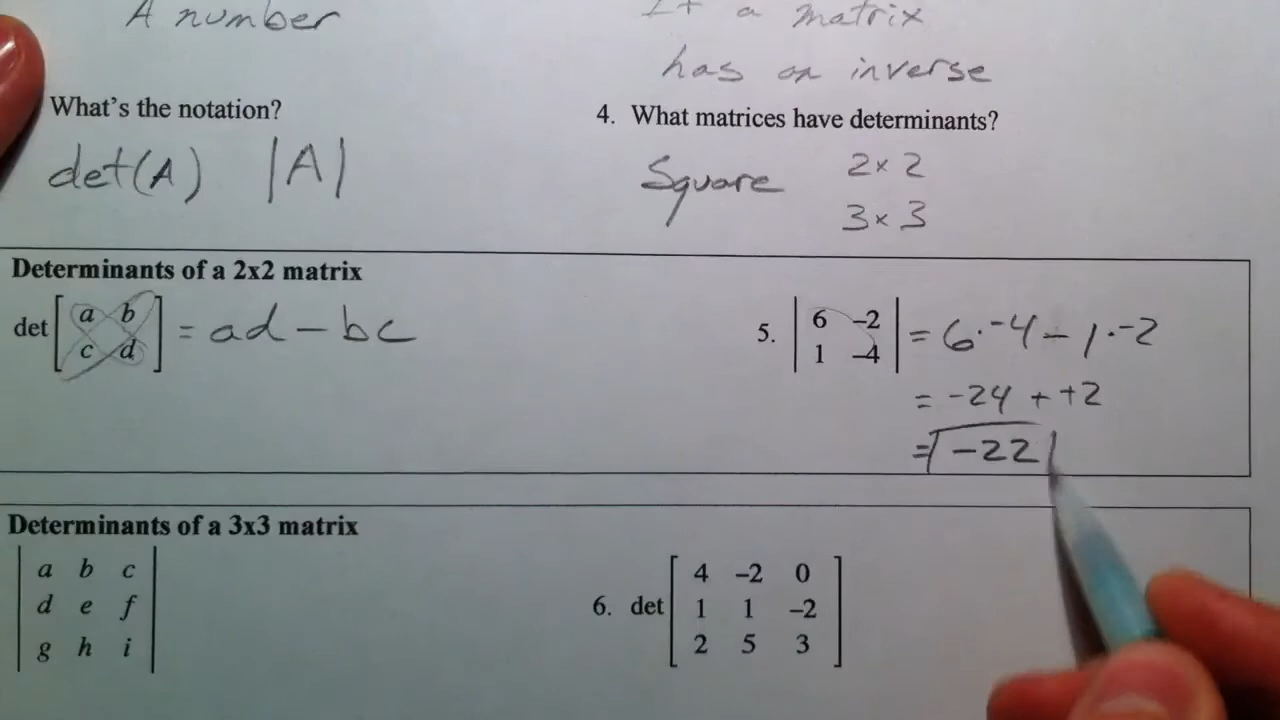 A number
If a matrix
has an inverse
What's the notation?
det(A) |A|
4. What matrices have determinants?
Square 2×2
3×3
Determinants of a 2x2 matrix
det [ a b
c d ] = ad - bc
5. | 6 –2 | = 6·-4 - 1·-2
| 1 –4 |
= -24 + +2
= -22
Determinants of a 3x3 matrix
a b c
d e f
g h i
6. det
4 –2 0
1 1 –2
2 5 3